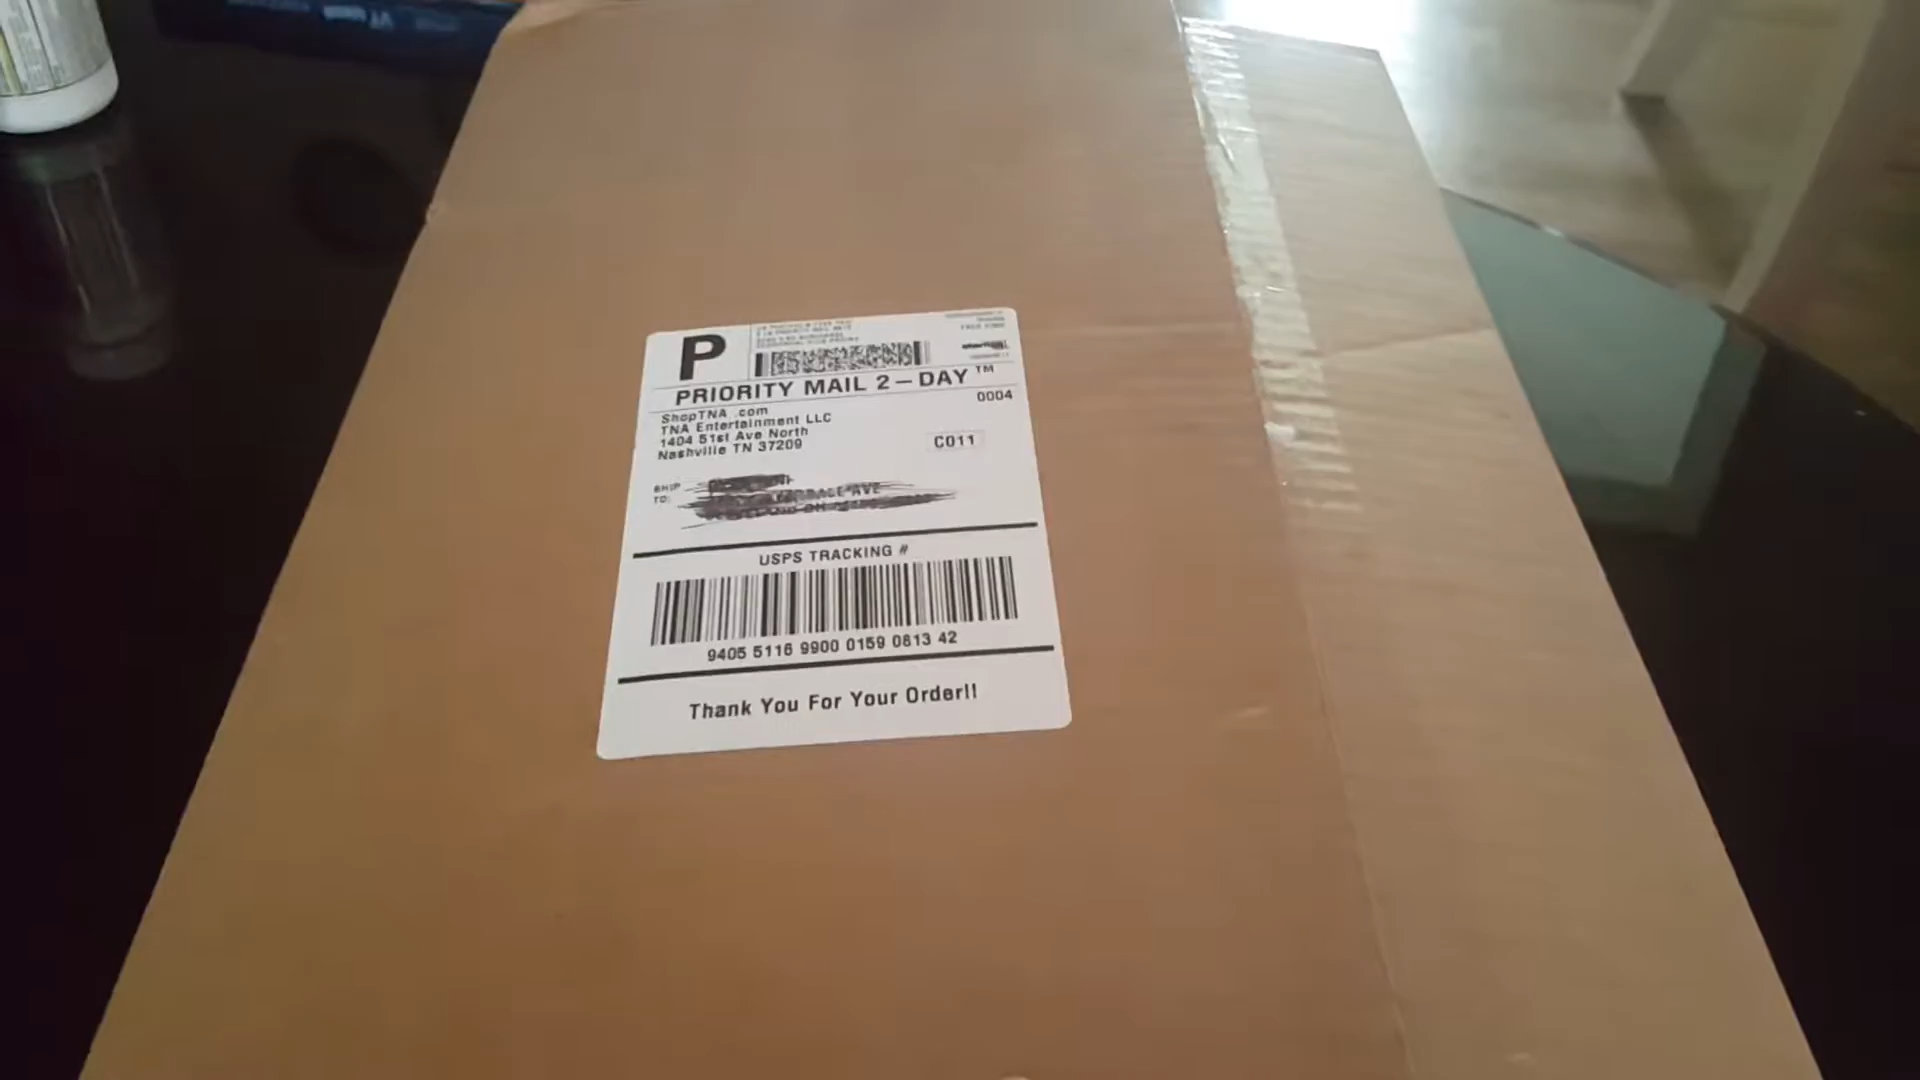 P
PRIORITY MAIL 2-DAY™
0004
ShopTNA .com
TNA Entertainment LLC
1404 51st Ave North
Nashville TN 37209
C011
SHIP
TO:
AVE
USPS TRACKING #
9405 5116 9900 0159 0813 42
Thank You For Your Order!!